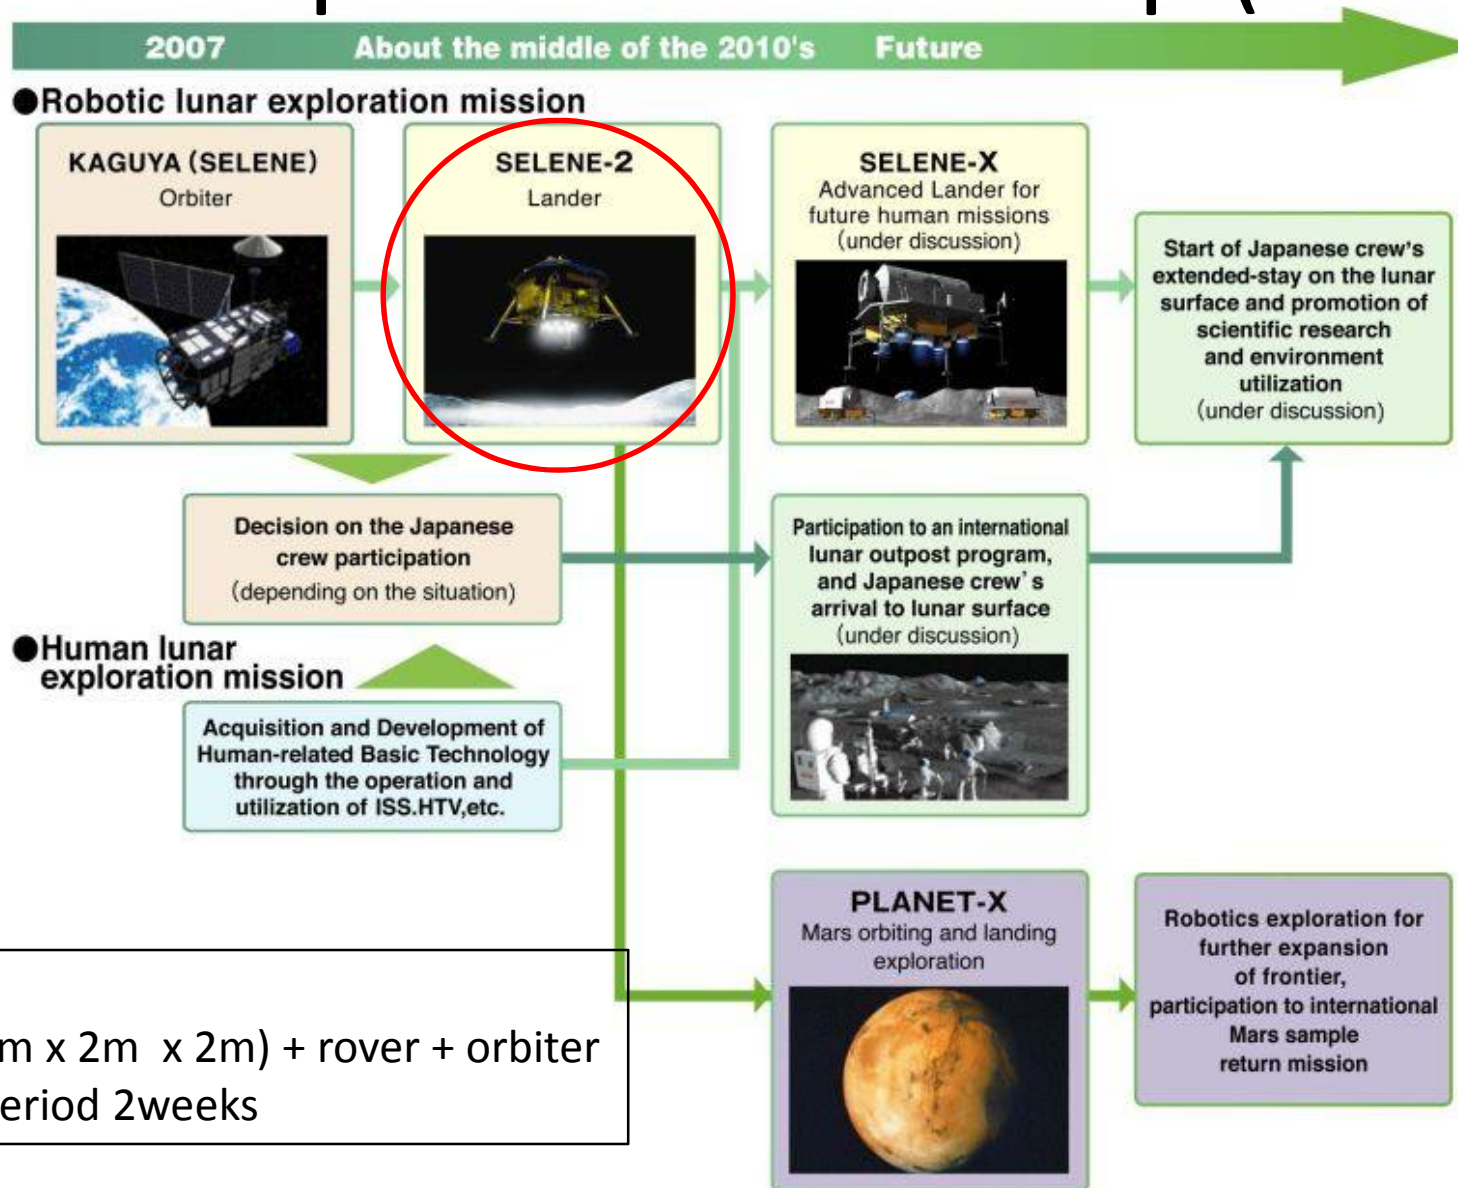 2007 About the middle of the 2010's Future
●Robotic lunar exploration mission
KAGUYA (SELENE)
Orbiter
SELENE-2
Lander
SELENE-X
Advanced Lander for
future human missions
(under discussion)
Start of Japanese crew's
extended-stay on the lunar
surface and promotion of
scientific research
and environment
utilization
(under discussion)
Decision on the Japanese
crew participation
(depending on the situation)
Participation to an international
lunar outpost program,
and Japanese crew's
arrival to lunar surface
(under discussion)
●Human lunar
exploration mission
Acquisition and Development of
Human-related Basic Technology
through the operation and
utilization of ISS.HTV,etc.
PLANET-X
Mars orbiting and landing
exploration
Robotics exploration for
further expansion
of frontier,
participation to international
Mars sample
return mission
m x 2m x 2m) + rover + orbiter
eriod 2weeks